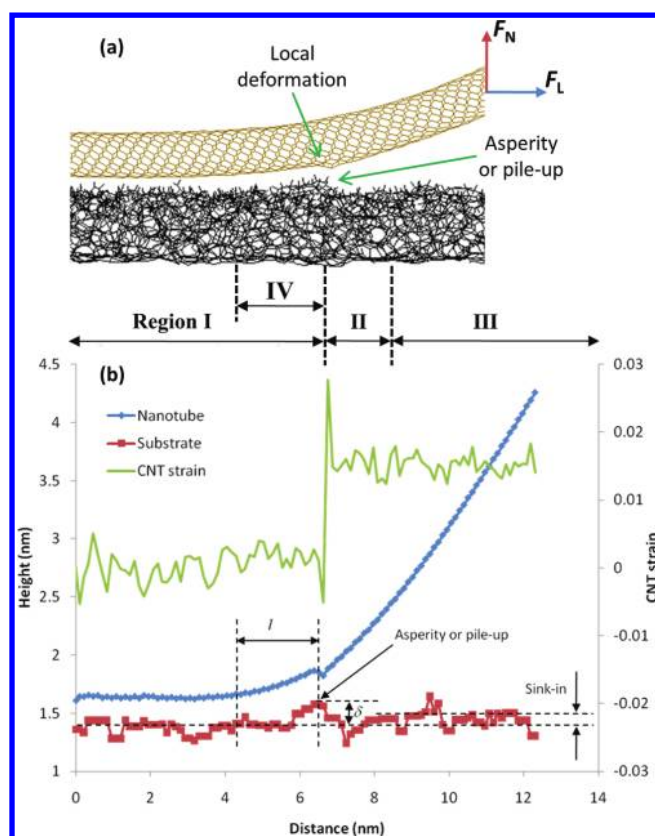 (a)
F_N
F_L
Local
deformation
Asperity
or pile-up
IV
Region I
II
III
(b)
4.5
4
3.5
3
2.5
2
1.5
1
Height (nm)
Nanotube
Substrate
CNT strain
l
Asperity or pile-up
δ
Sink-in
0.03
0.02
0.01
0
-0.01
-0.02
-0.03
CNT strain
0 2 4 6 8 10 12 14
Distance (nm)